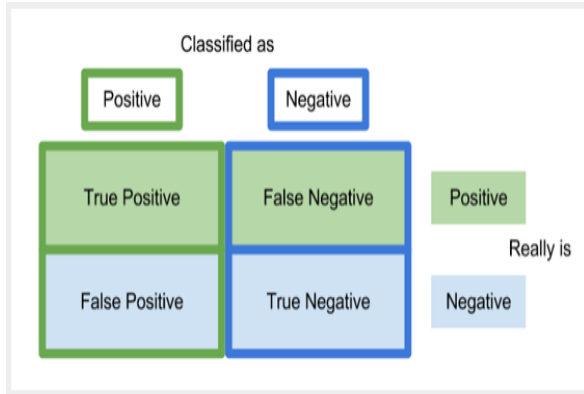 Classified as
Positive
Negative
True Positive
False Negative
Positive
Really is
False Positive
True Negative
Negative